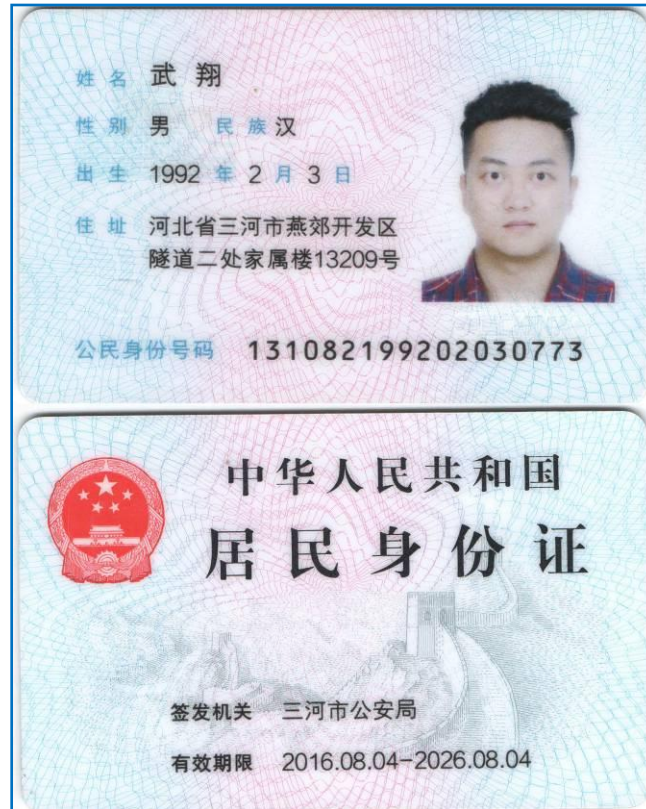 姓名 武翔
性别 男 民族 汉
出生 1992 年 2 月 3 日
住址 河北省三河市燕郊开发区
隧道二处家属楼13209号
公民身份号码 131082199202030773
中华人民共和国
居民身份证
签发机关 三河市公安局
有效期限 2016.08.04-2026.08.04